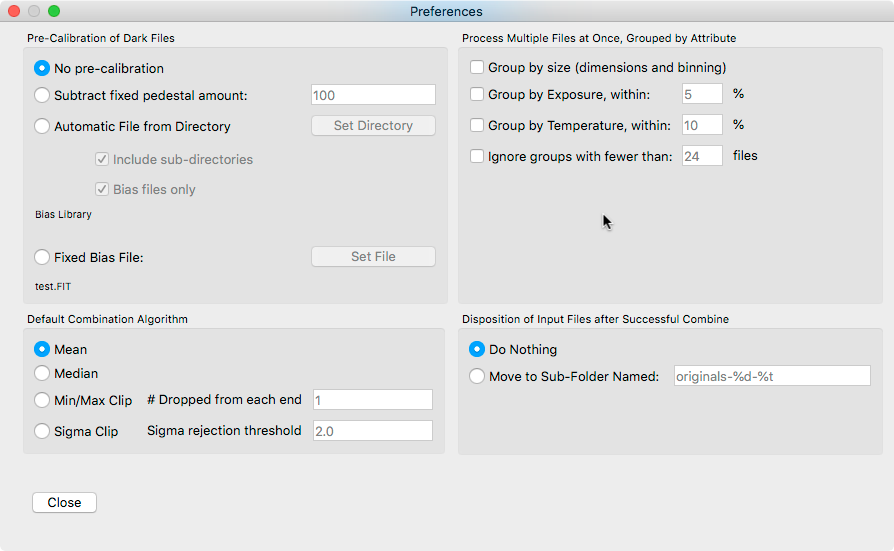 Preferences
Pre-Calibration of Dark Files
No pre-calibration
Subtract fixed pedestal amount: 100
Automatic File from Directory Set Directory
Include sub-directories
Bias files only
Bias Library
Fixed Bias File: Set File
test.FIT
Process Multiple Files at Once, Grouped by Attribute
Group by size (dimensions and binning)
Group by Exposure, within: 5 %
Group by Temperature, within: 10 %
Ignore groups with fewer than: 24 files
Default Combination Algorithm
Mean
Median
Min/Max Clip # Dropped from each end 1
Sigma Clip Sigma rejection threshold 2.0
Disposition of Input Files after Successful Combine
Do Nothing
Move to Sub-Folder Named: originals-%d-%t
Close